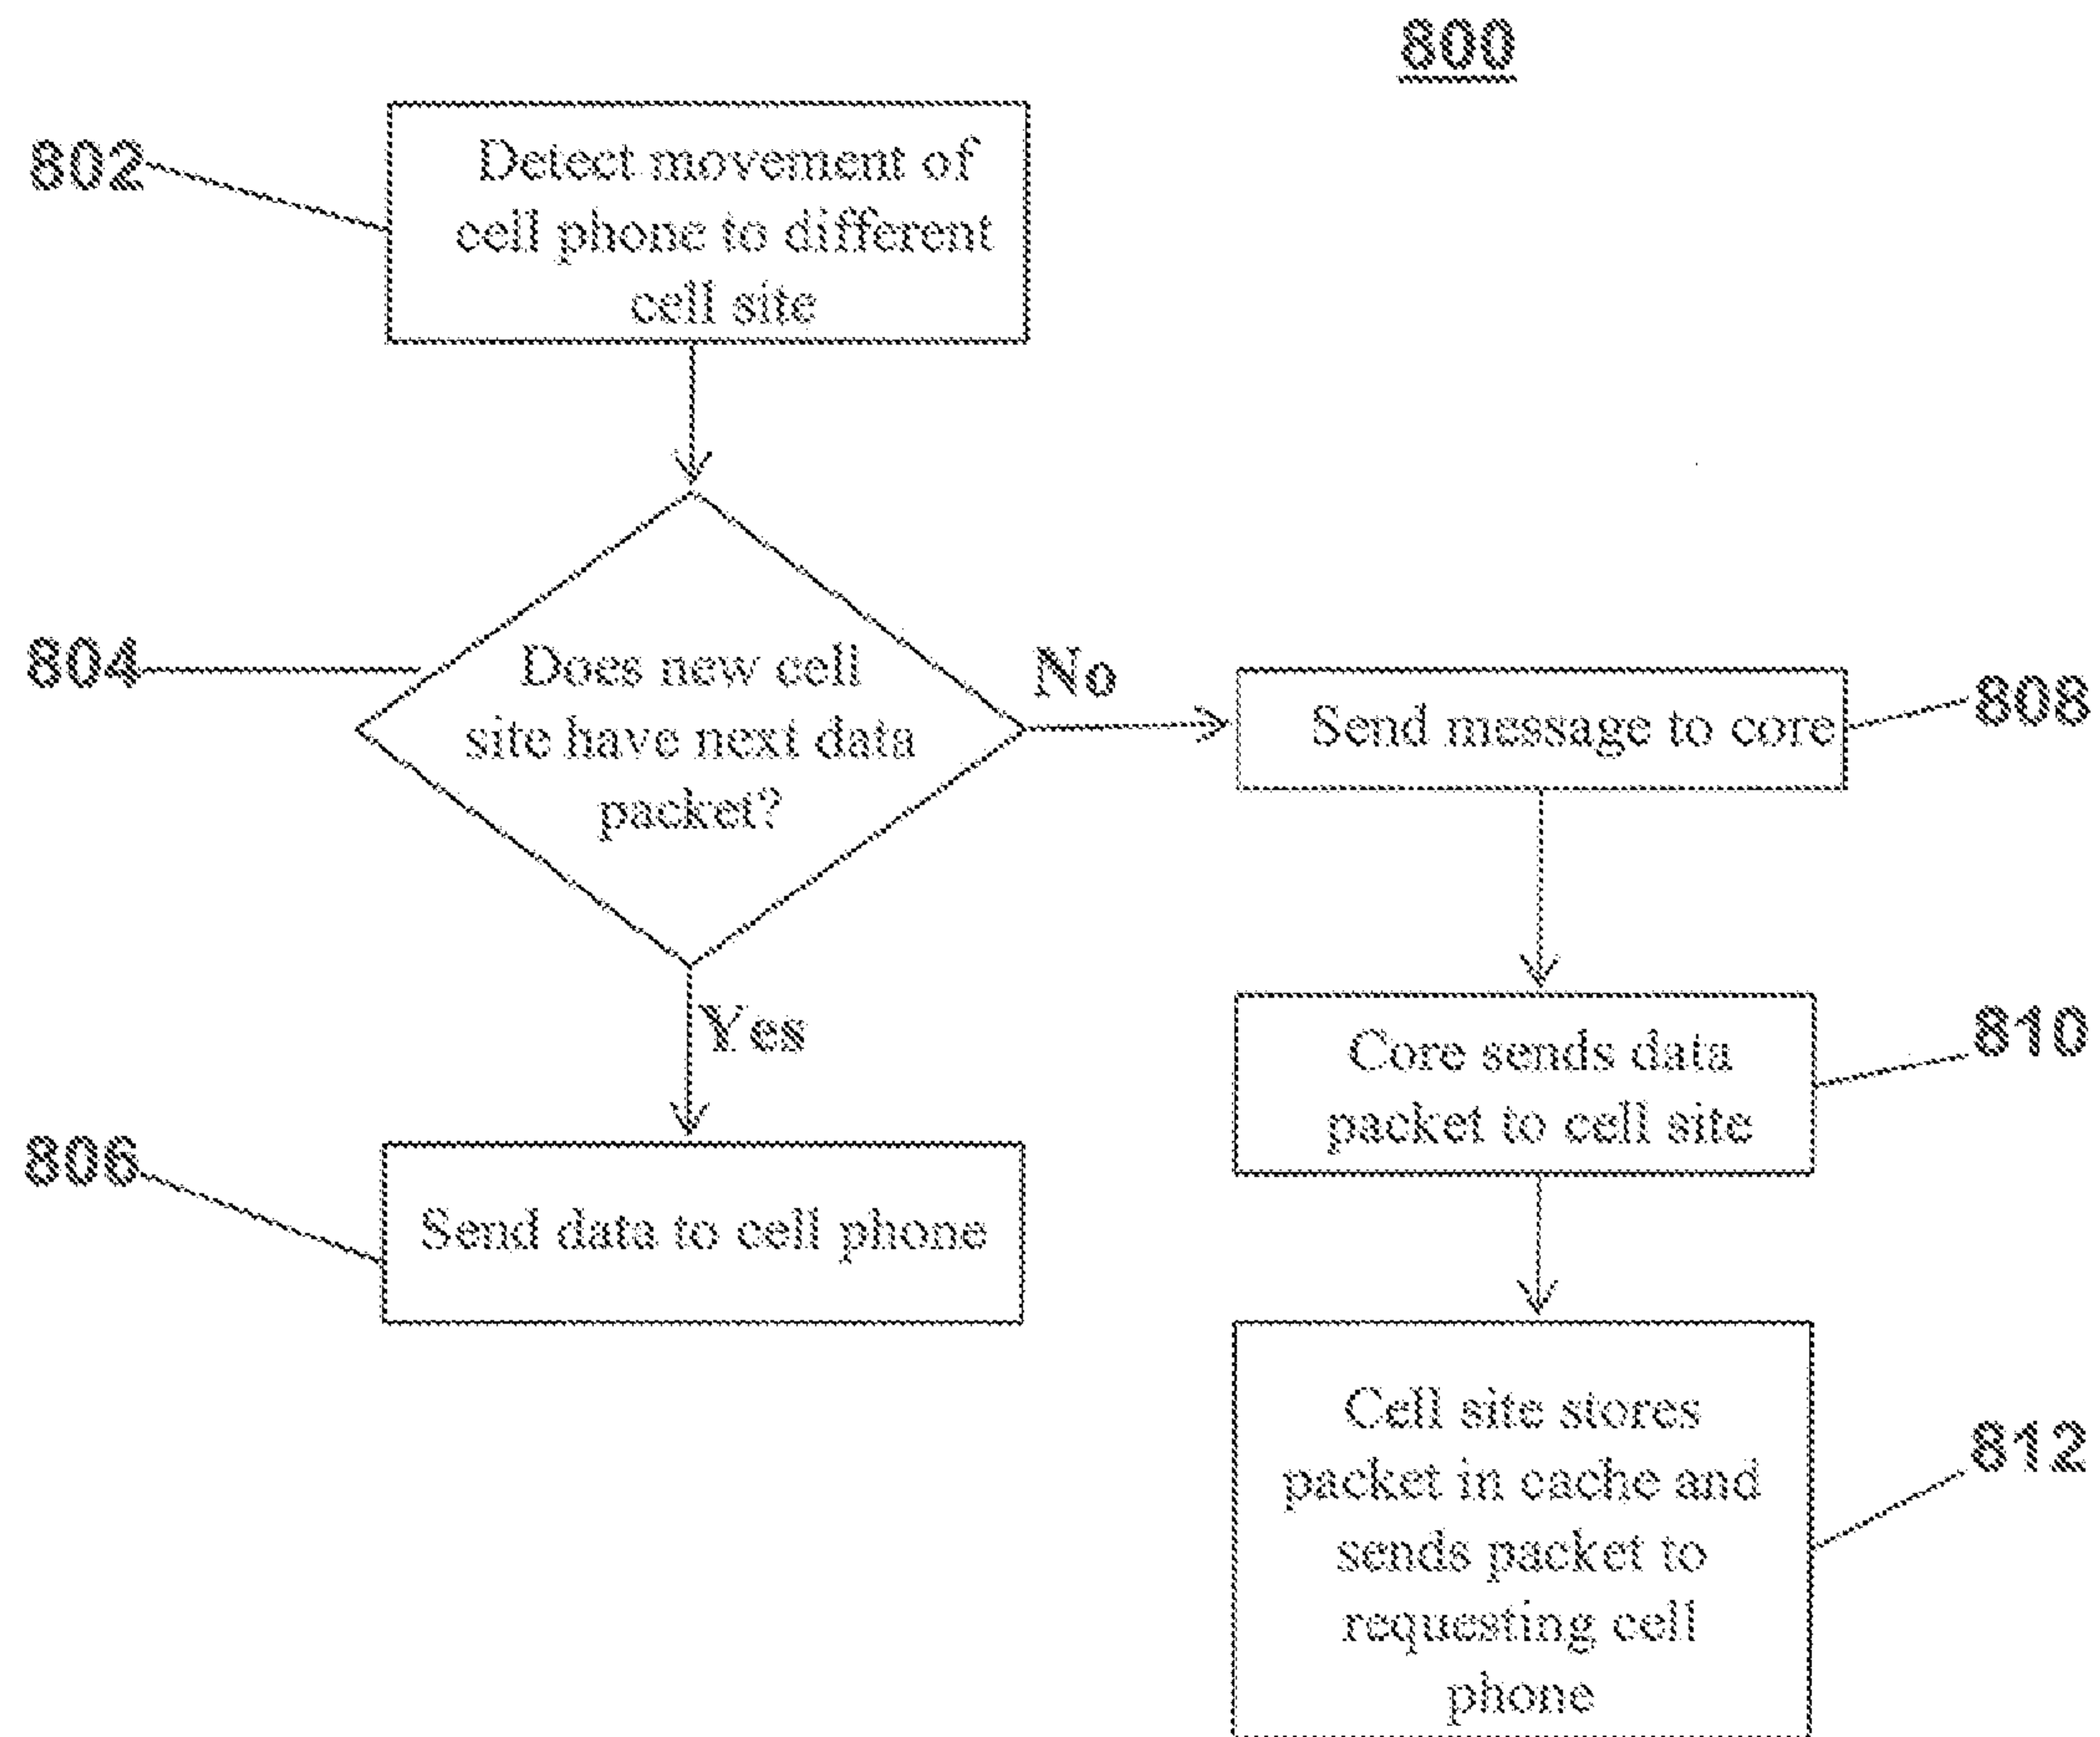 800
802
Detect movement of
cell phone to different
cell site
804
Does new cell
site have next data
packet?
No
Send message to core
808
Yes
Core sends data
packet to cell site
810
806
Send data to cell phone
Cell site stores
packet in cache and
sends packet to
requesting cell
phone
812